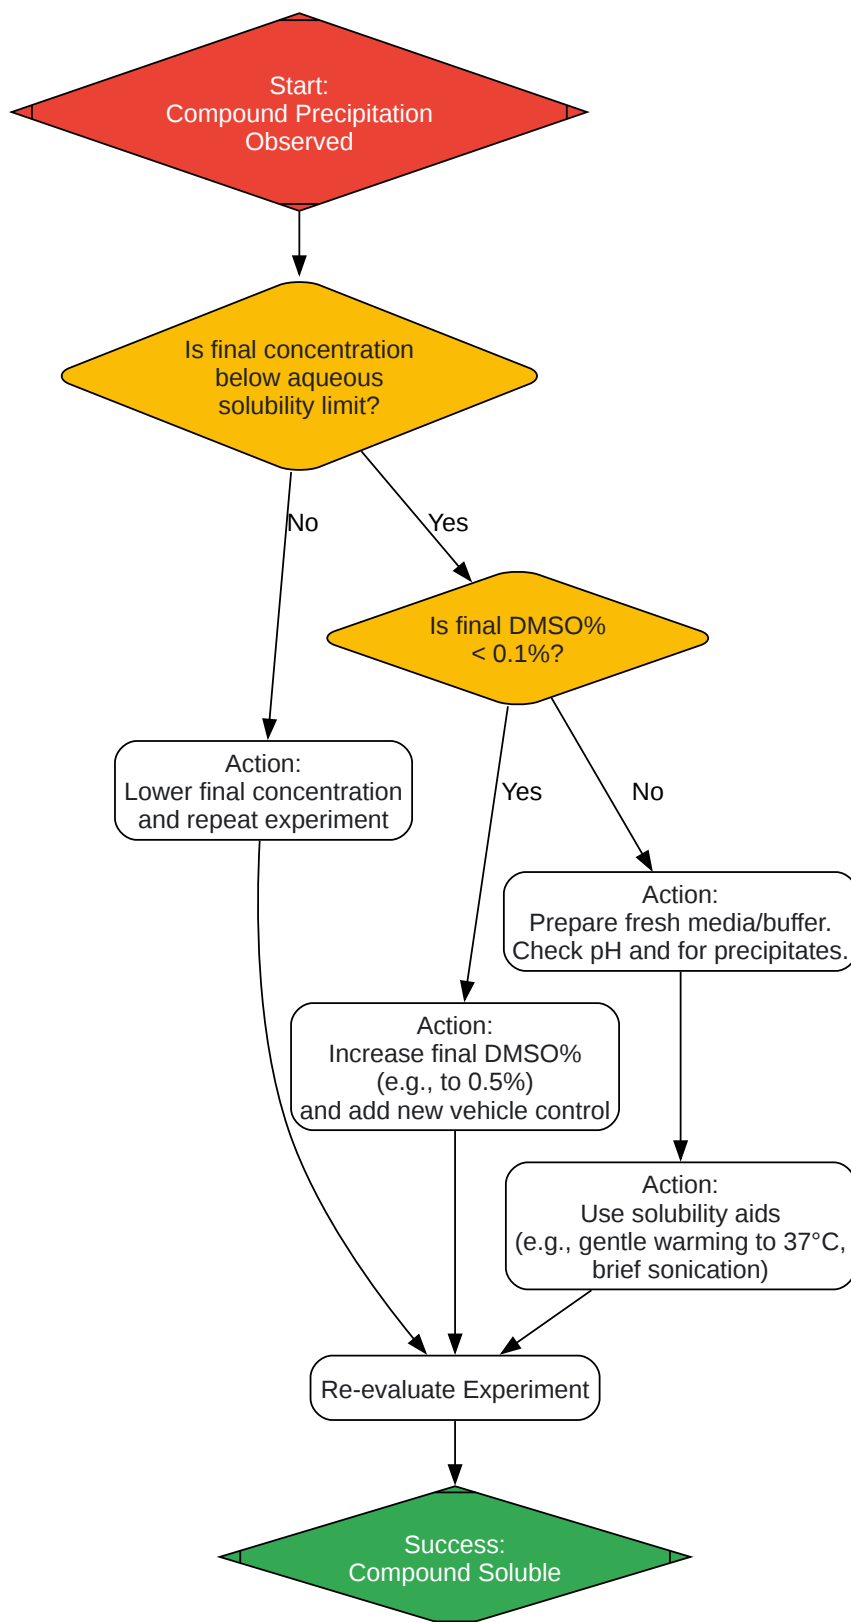 Start:
Compound Precipitation
Observed
Is final concentration
below aqueous
solubility limit?
No
Yes
Is final DMSO%
< 0.1%?
Action:
Lower final concentration
and repeat experiment
Yes
No
Action:
Prepare fresh media/buffer.
Check pH and for precipitates.
Action:
Increase final DMSO%
(e.g., to 0.5%)
and add new vehicle control
Action:
Use solubility aids
(e.g., gentle warming to 37°C,
brief sonication)
Re-evaluate Experiment
Success:
Compound Soluble